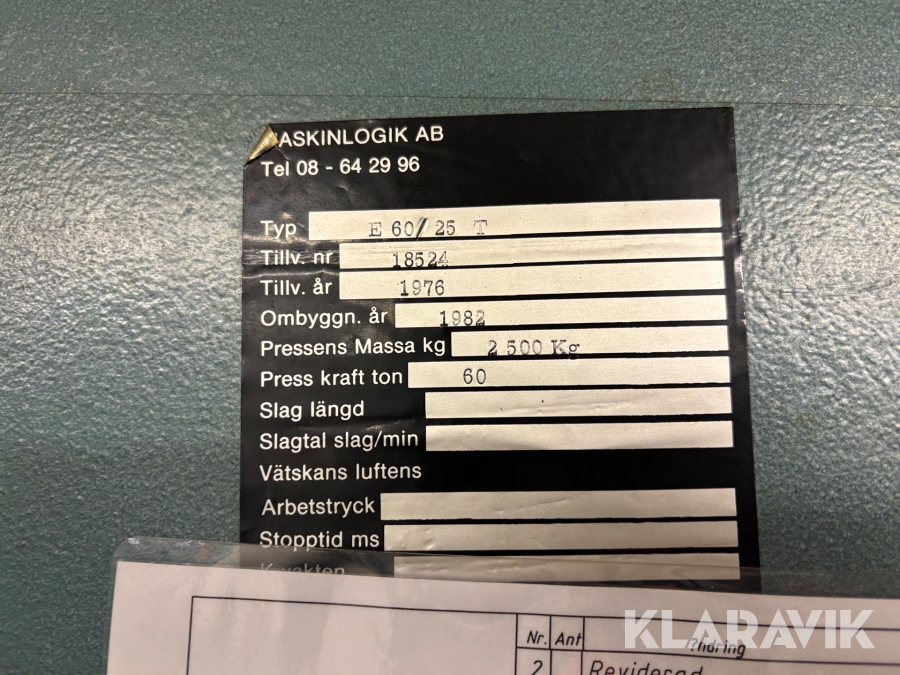 ASKINLOGIK AB
Tel 08 - 64 29 96
Typ E 60/25 T
Tillv. nr 18524
Tillv. år 1976
Ombyggn. år 1982
Pressens Massa kg 2 500 Kg
Press kraft ton 60
Slag längd
Slagtal slag/min
Vätskans luftens
Arbetstryck
Stopptid ms
Nr. Ant
2 Reviderad
KLARAVIK